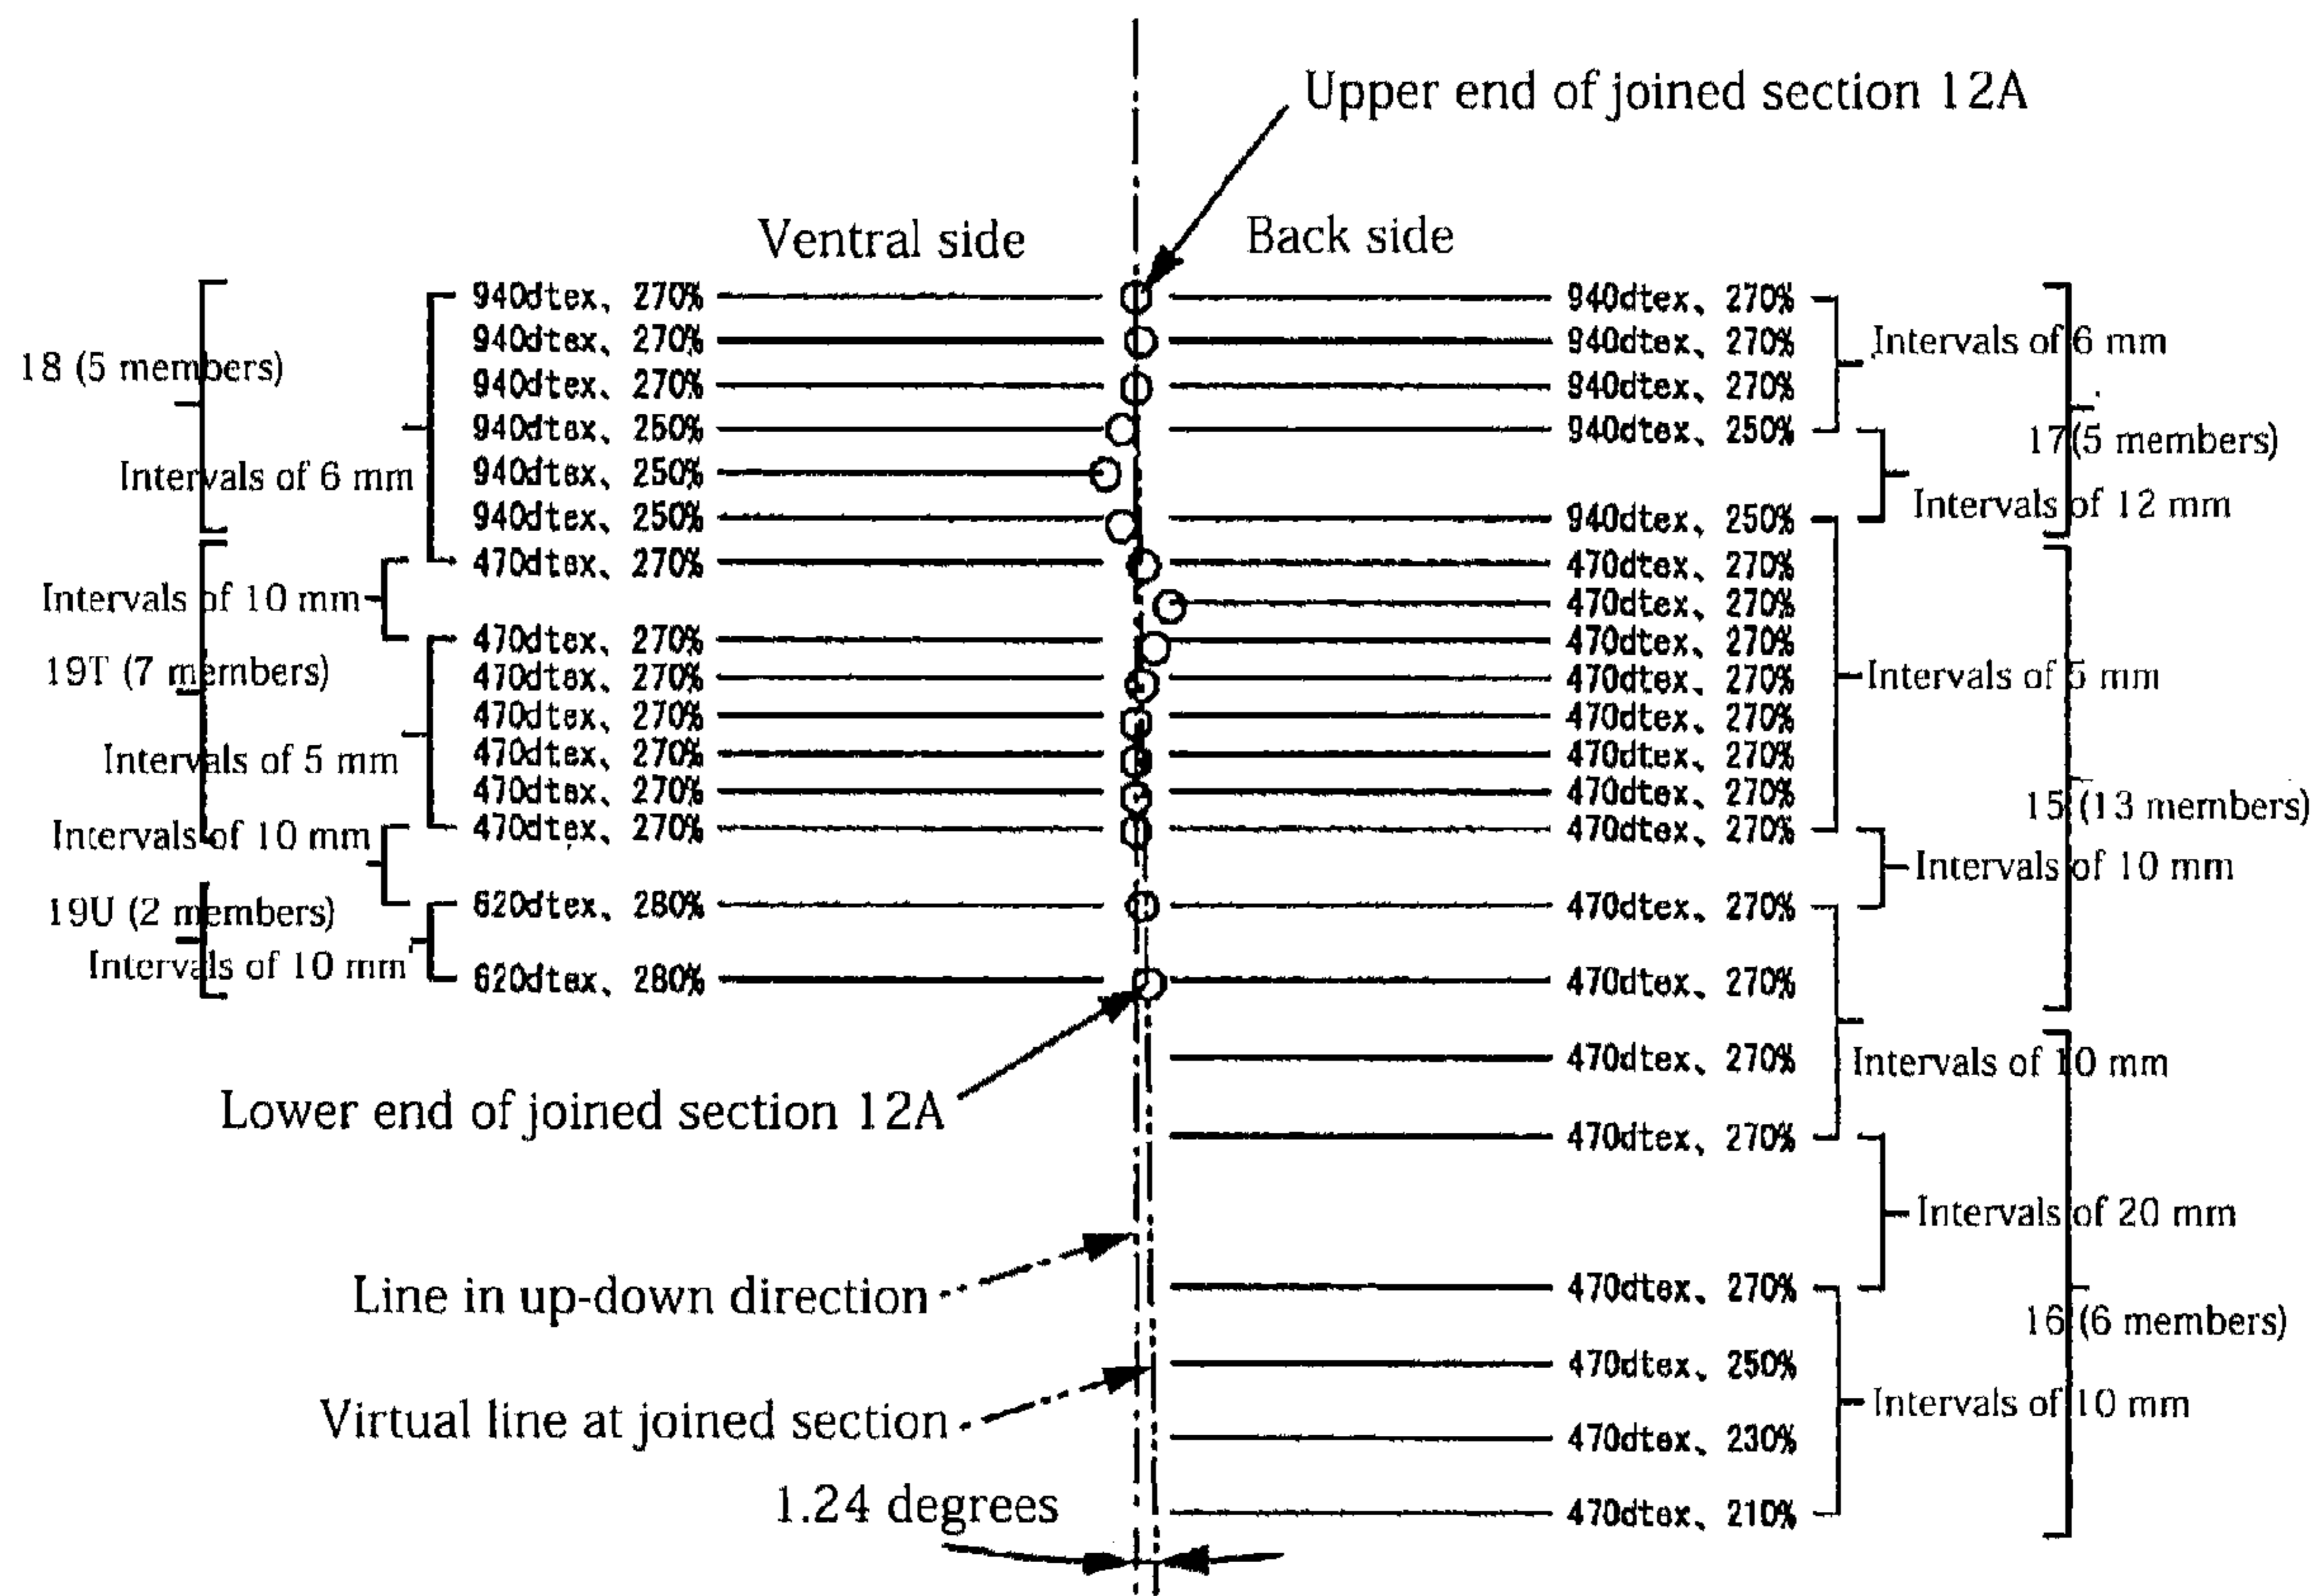 Upper end of joined section 12A
Ventral side
Back side
940dtex、270%
940dtex、270%
940dtex、270%
940dtex、270%
Intervals of 6 mm
18 (5 members)
940dtex、270%
940dtex、270%
940dtex、250%
940dtex、250%
17(5 members)
Intervals of 6 mm
940dtex、250%
Intervals of 12 mm
940dtex、250%
940dtex、250%
470dtex、270%
470dtex、270%
Intervals of 10 mm
470dtex、270%
470dtex、270%
470dtex、270%
19T (7 members)
470dtex、270%
470dtex、270%
Intervals of 5 mm
470dtex、270%
470dtex、270%
Intervals of 5 mm
470dtex、270%
470dtex、270%
470dtex、270%
470dtex、270%
15 (13 members)
Intervals of 10 mm
470dtex、270%
470dtex、270%
Intervals of 10 mm
19U (2 members)
620dtex、280%
470dtex、270%
Intervals of 10 mm
620dtex、280%
470dtex、270%
470dtex、270%
Intervals of 10 mm
Lower end of joined section 12A
470dtex、270%
Intervals of 20 mm
Line in up-down direction
470dtex、270%
16 (6 members)
470dtex、250%
Intervals of 10 mm
Virtual line at joined section
470dtex、230%
1.24 degrees
470dtex、210%